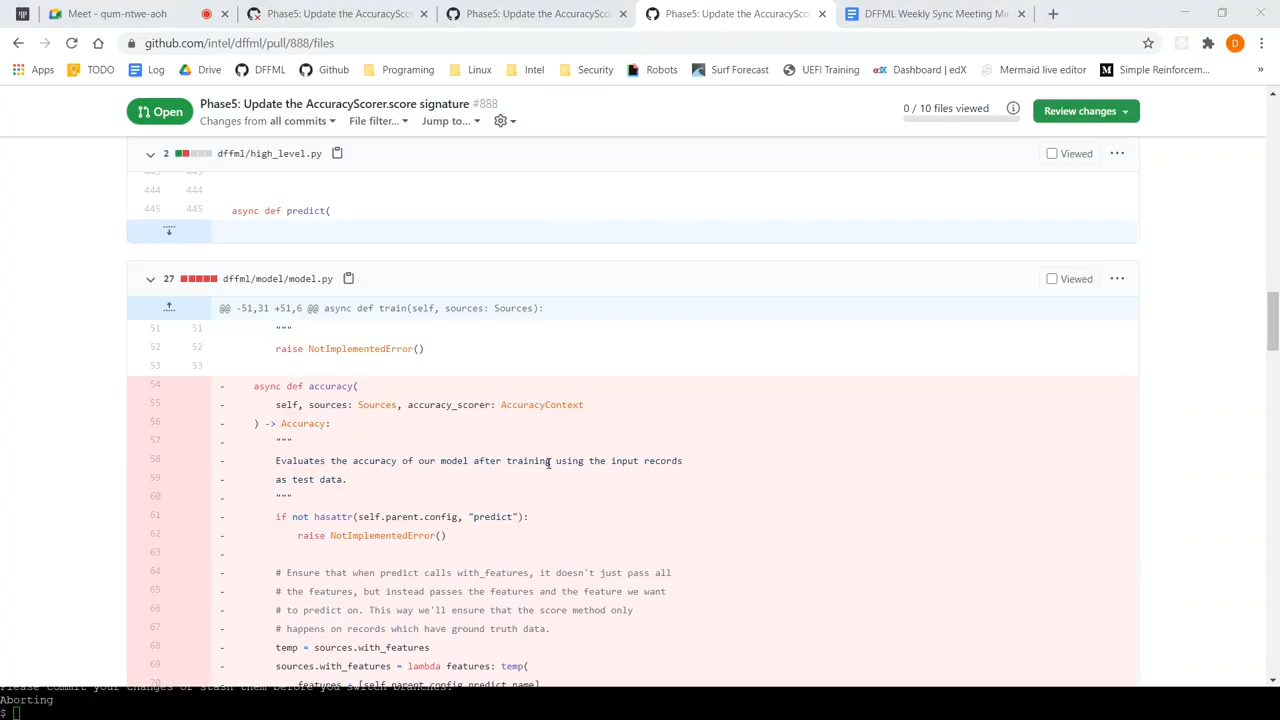 Meet - qum-ntwe-aoh
Phase5: Update the AccuracyScor
Phase5: Update the AccuracyScor
Phase5: Update the AccuracyScor
DFFML Weekly Sync Meeting Mi
github.com/intel/dffml/pull/888/files
D
Apps
TODO
Log
Drive
DFFML
Github
Programing
Linux
Intel
Security
Robots
Surf Forecast
UEFI Training
Dashboard | edX
Mermaid live editor
Simple Reinforcem...
»
Open
Phase5: Update the AccuracyScorer.score signature #888
Changes from all commits
File filter...
Jump to...
0 / 10 files viewed
Review changes
2 dffml/high_level.py
Viewed
444 444
445 445 async def predict(
27 dffml/model/model.py
Viewed
@@ -51,31 +51,6 @@ async def train(self, sources: Sources):
51 51 """
52 52 raise NotImplementedError()
53 53
54 - async def accuracy(
55 - self, sources: Sources, accuracy_scorer: AccuracyContext
56 - ) -> Accuracy:
57 - """
58 - Evaluates the accuracy of our model after training using the input records
59 - as test data.
60 - """
61 - if not hasattr(self.parent.config, "predict"):
62 - raise NotImplementedError()
63 -
64 - # Ensure that when predict calls with_features, it doesn't just pass all
65 - # the features, but instead passes the features and the feature we want
66 - # to predict on. This way we'll ensure that the score method only
67 - # happens on records which have ground truth data.
68 - temp = sources.with_features
69 - sources.with_features = lambda features: temp(
70 features + [self.parent.config.predict.name]
Please commit your changes or stash them before you switch branches.
Aborting
$